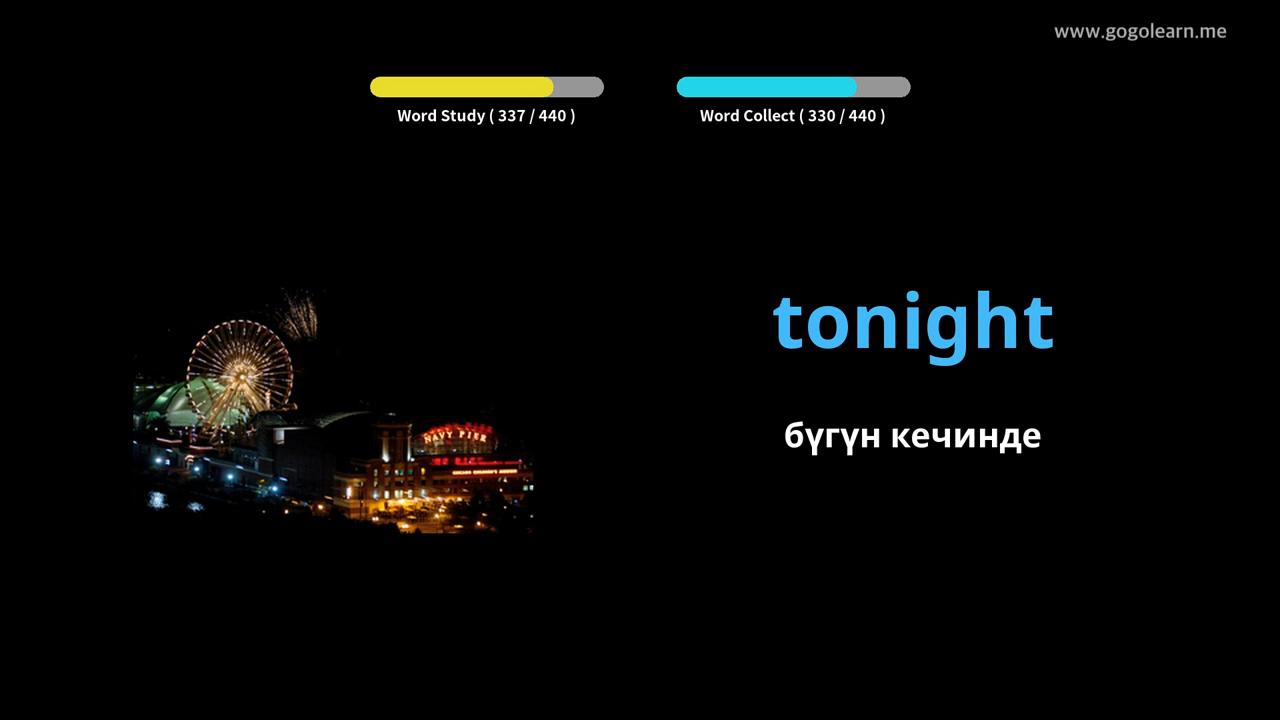 www.gogolearn.me
Word Study ( 337 / 440 )
Word Collect ( 330 / 440 )
tonight
бүгүн кечинде
NAVY PIER